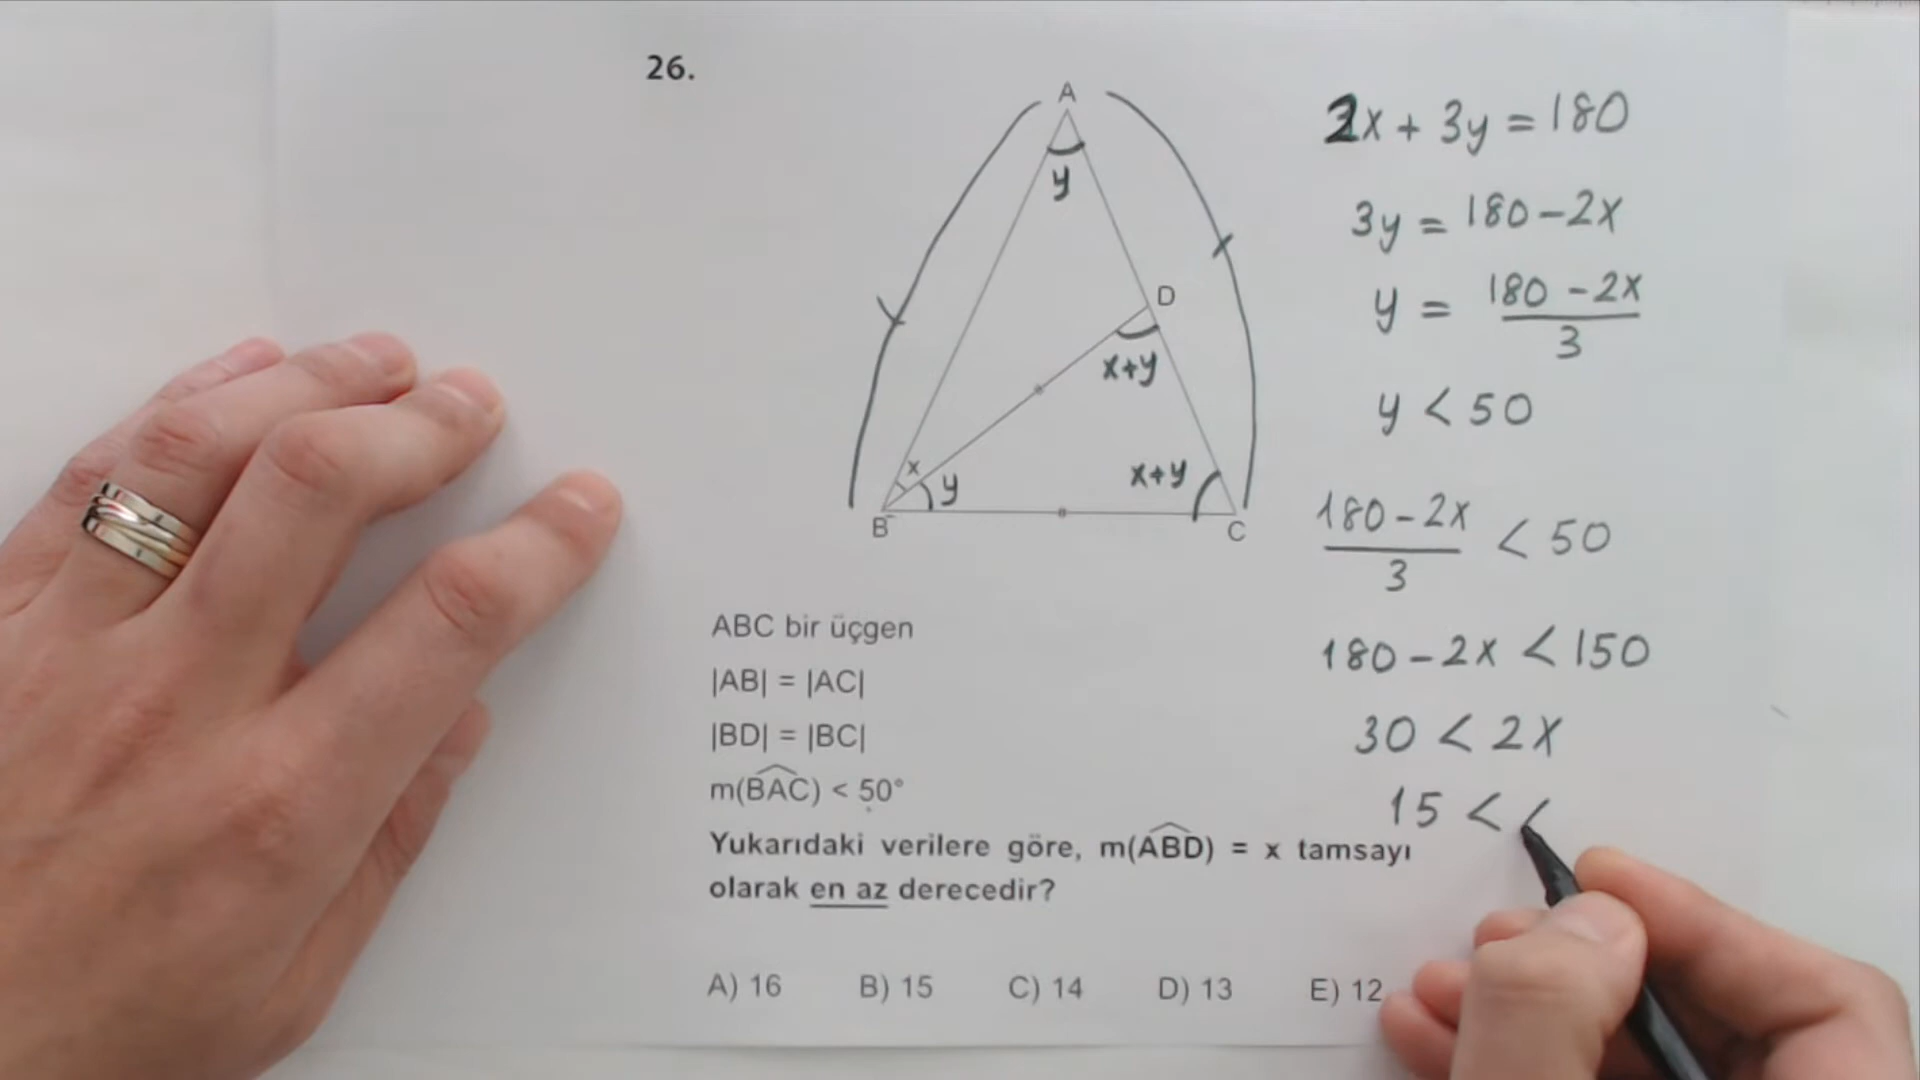 26.
A
y
D
x+y
x
y
x+y
B
C
ABC bir üçgen
|AB| = |AC|
|BD| = |BC|
m(BAC) < 50°
Yukarıdaki verilere göre, m(ABD) = x tamsayı
olarak en az derecedir?
A) 16 B) 15 C) 14 D) 13 E) 12
2x + 3y = 180
3y = 180 - 2x
y = 180 - 2x
3
y < 50
180 - 2x < 50
3
180 - 2x < 150
30 < 2x
15 <